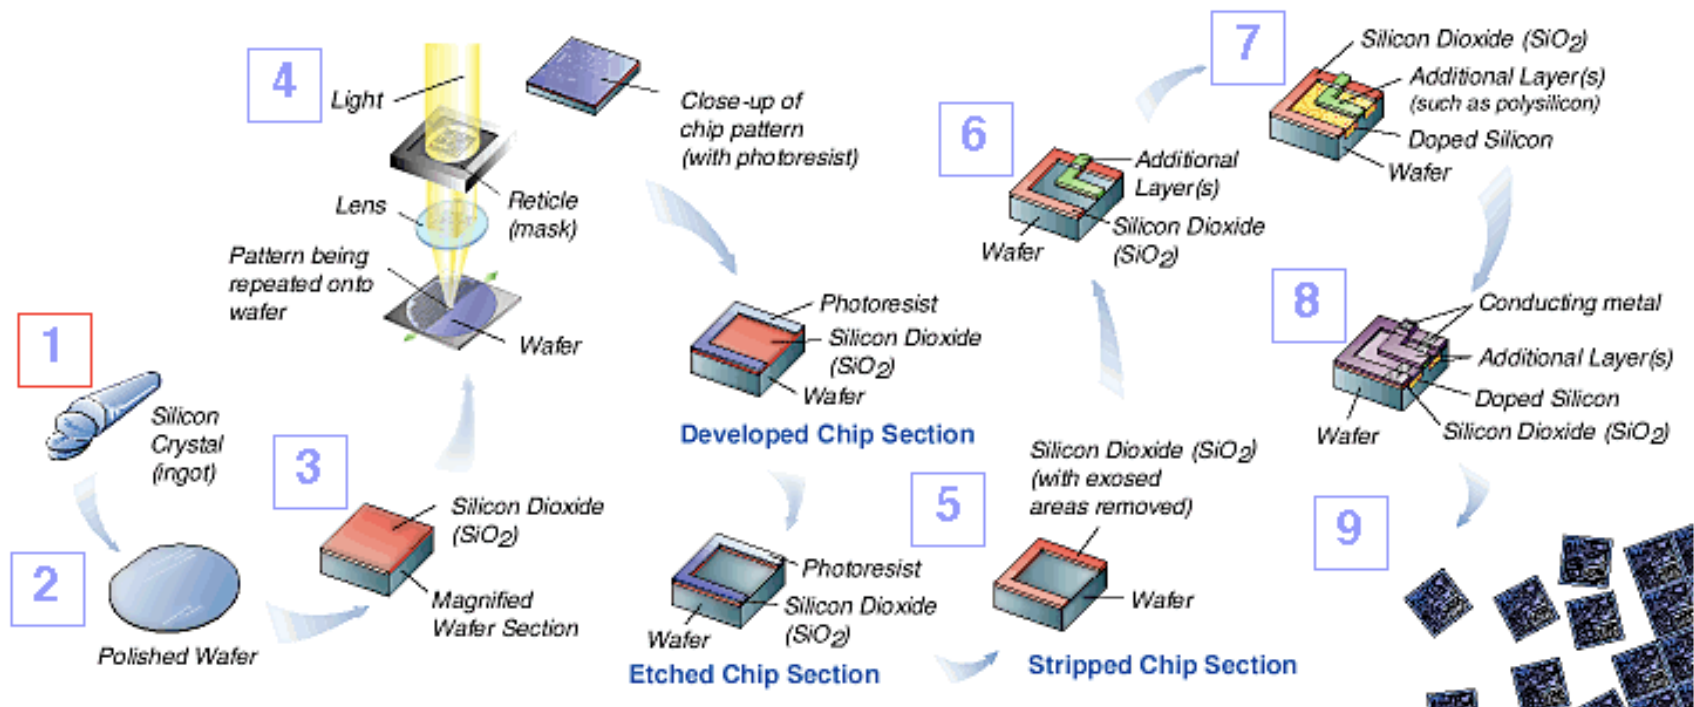 1
Silicon
Crystal
(ingot)
2
Polished Wafer
3
Silicon Dioxide
(SiO2)
Magnified
Wafer Section
4
Light
Reticle
(mask)
Lens
Pattern being
repeated onto
wafer
Wafer
Close-up of
chip pattern
(with photoresist)
Photoresist
Silicon Dioxide
(SiO2)
Wafer
Developed Chip Section
Photoresist
Silicon Dioxide
(SiO2)
Wafer
Etched Chip Section
5
Silicon Dioxide (SiO2)
(with exposed
areas removed)
Wafer
Stripped Chip Section
6
Additional
Layer(s)
Silicon Dioxide
(SiO2)
Wafer
7
Silicon Dioxide (SiO2)
Additional Layer(s)
(such as polysilicon)
Doped Silicon
Wafer
8
Conducting metal
Additional Layer(s)
Doped Silicon
Silicon Dioxide (SiO2)
Wafer
9